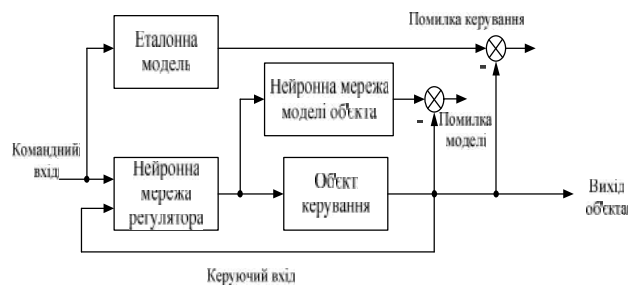 Помилка керування
Еталонна
модель
-
Нейронна мережа
моделі об'єкта
-
Помилка
моделі
Командний
вхід
Нейронна
мережа
регулятора
Об'єкт
керування
Вихід
об'єкта
Керуючий вхід